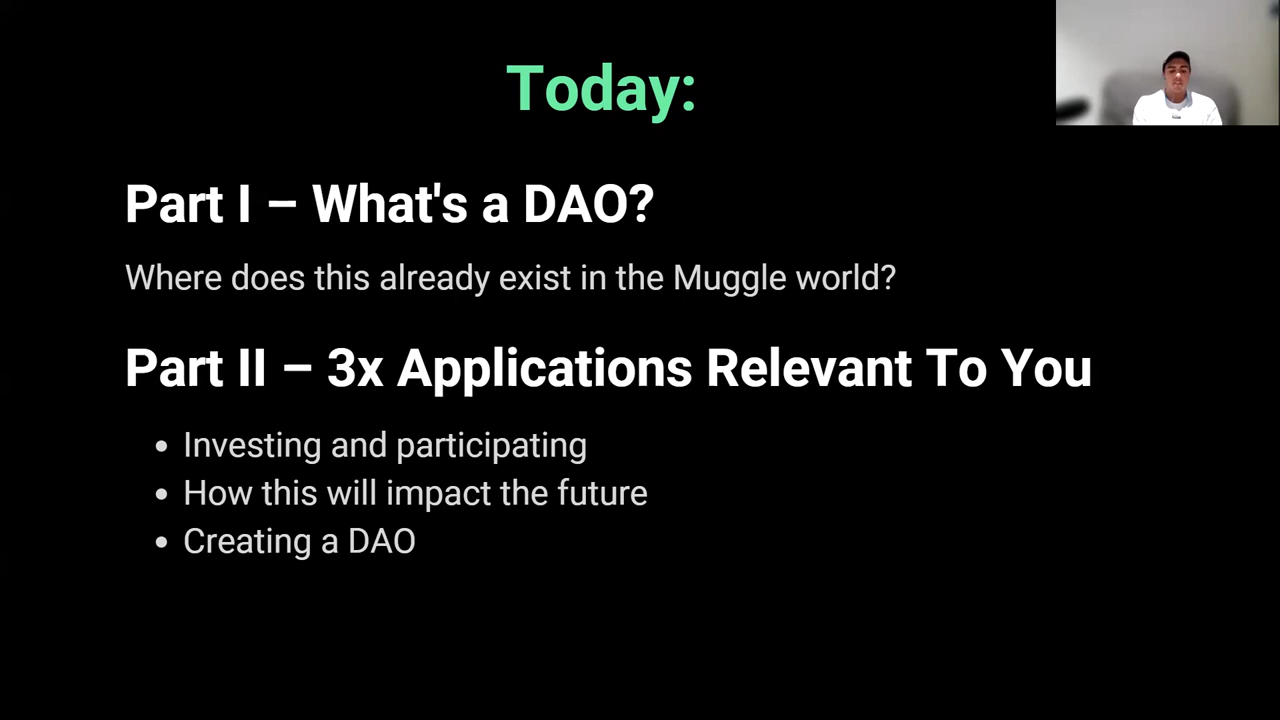 Today:
Part I – What's a DAO?
Where does this already exist in the Muggle world?
Part II – 3x Applications Relevant To You
• Investing and participating
• How this will impact the future
• Creating a DAO